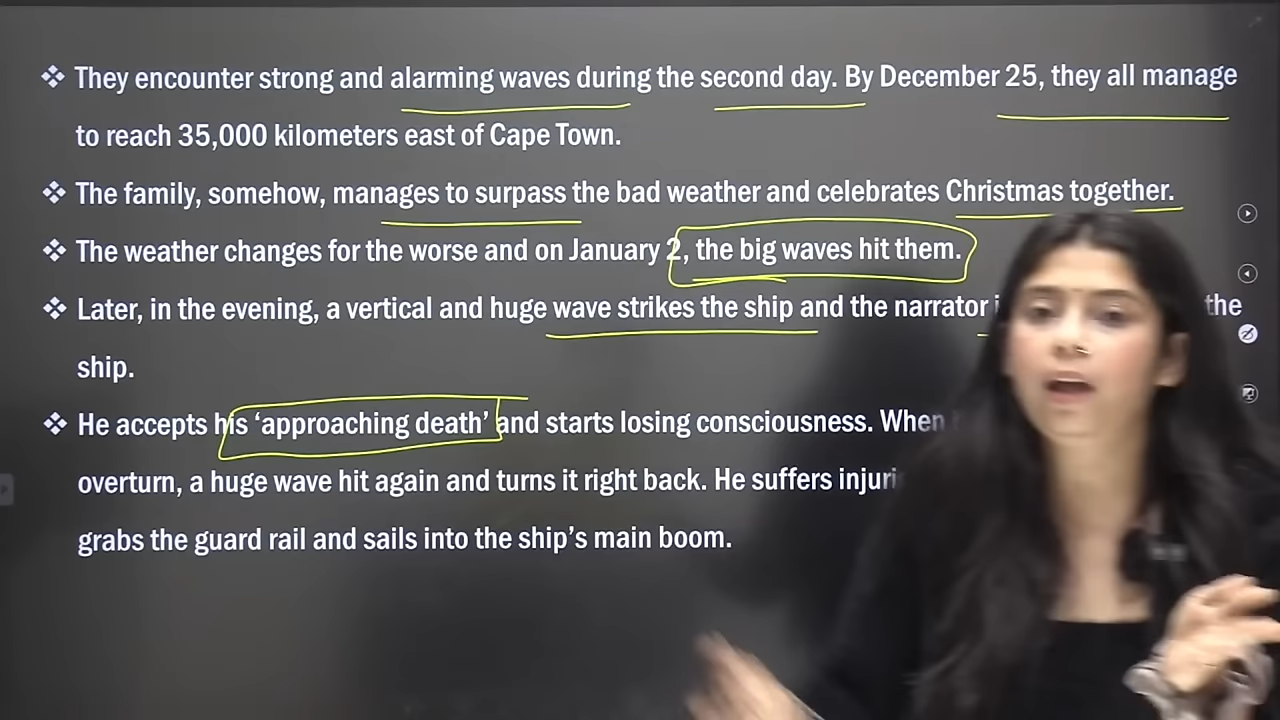 ❖ They encounter strong and alarming waves during the second day. By December 25, they all manage
to reach 35,000 kilometers east of Cape Town.
❖ The family, somehow, manages to surpass the bad weather and celebrates Christmas together.
❖ The weather changes for the worse and on January 2, the big waves hit them.
❖ Later, in the evening, a vertical and huge wave strikes the ship and the narrator the
ship.
❖ He accepts his ‘approaching death’ and starts losing consciousness. When
overturn, a huge wave hit again and turns it right back. He suffers
grabs the guard rail and sails into the ship’s main boom.